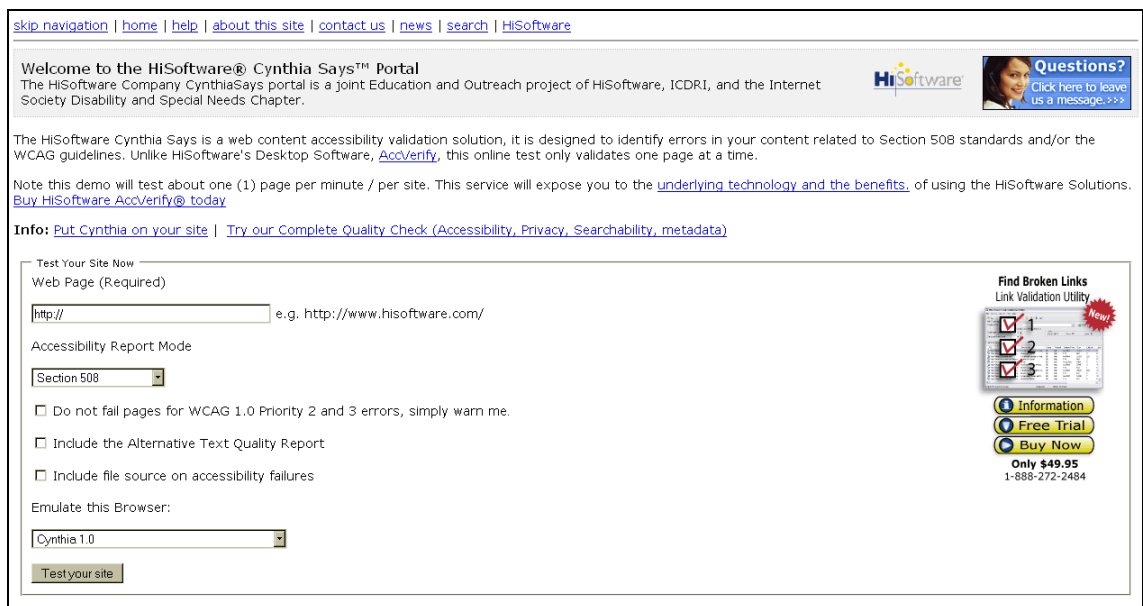 skip navigation | home | help | about this site | contact us | news | search | HiSoftware
Welcome to the HiSoftware® Cynthia Says™ Portal
The HiSoftware Company CynthiaSays portal is a joint Education and Outreach project of HiSoftware, ICDRI, and the Internet
Society Disability and Special Needs Chapter.
HiSoftware
Questions?
Click here to leave
us a message.>>>
The HiSoftware Cynthia Says is a web content accessibility validation solution, it is designed to identify errors in your content related to Section 508 standards and/or the
WCAG guidelines. Unlike HiSoftware's Desktop Software, AccVerify, this online test only validates one page at a time.
Note this demo will test about one (1) page per minute / per site. This service will expose you to the underlying technology and the benefits. of using the HiSoftware Solutions.
Buy HiSoftware AccVerify® today
Info: Put Cynthia on your site | Try our Complete Quality Check (Accessibility, Privacy, Searchability, metadata)
Test Your Site Now
Web Page (Required)
http://
e.g. http://www.hisoftware.com/
Accessibility Report Mode
Section 508
Do not fail pages for WCAG 1.0 Priority 2 and 3 errors, simply warn me.
Include the Alternative Text Quality Report
Include file source on accessibility failures
Emulate this Browser:
Cynthia 1.0
Test your site
Find Broken Links
Link Validation Utility
New!
1
2
3
Information
Free Trial
Buy Now
Only $49.95
1-888-272-2484